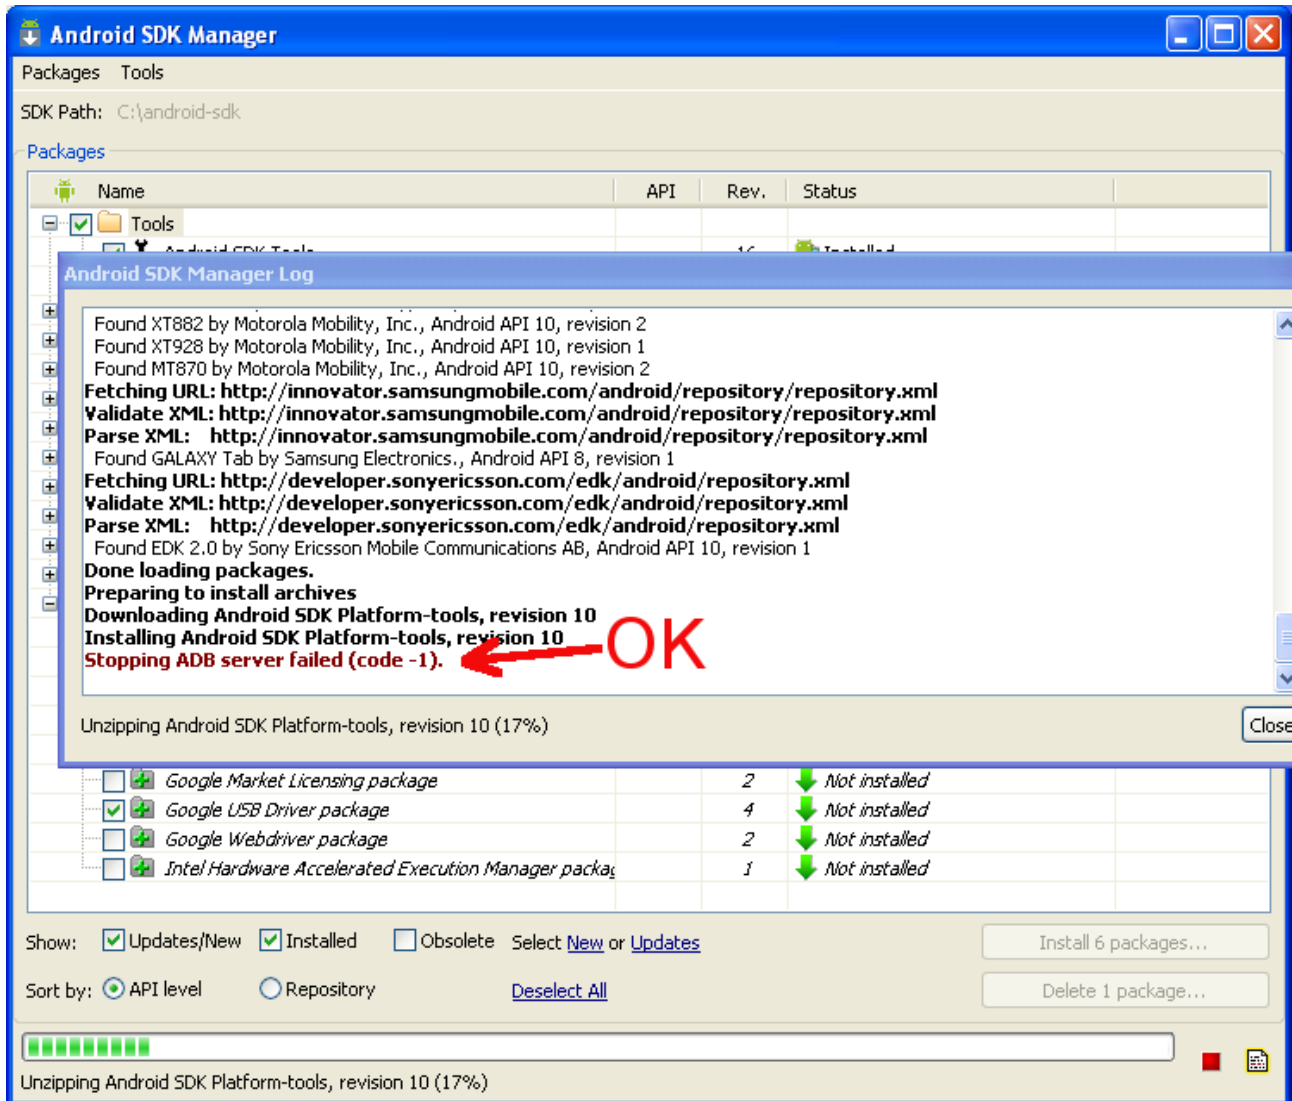 Android SDK Manager
Packages Tools
SDK Path: C:\android-sdk
Packages
Name API Rev. Status
Tools
Android SDK Tools 16 Installed
Android SDK Manager Log
Found XT882 by Motorola Mobility, Inc., Android API 10, revision 2
Found XT928 by Motorola Mobility, Inc., Android API 10, revision 1
Found MT870 by Motorola Mobility, Inc., Android API 10, revision 2
Fetching URL: http://innovator.samsungmobile.com/android/repository/repository.xml
Validate XML: http://innovator.samsungmobile.com/android/repository/repository.xml
Parse XML: http://innovator.samsungmobile.com/android/repository/repository.xml
Found GALAXY Tab by Samsung Electronics., Android API 8, revision 1
Fetching URL: http://developer.sonyericsson.com/edk/android/repository.xml
Validate XML: http://developer.sonyericsson.com/edk/android/repository.xml
Parse XML: http://developer.sonyericsson.com/edk/android/repository.xml
Found EDK 2.0 by Sony Ericsson Mobile Communications AB, Android API 10, revision 1
Done loading packages.
Preparing to install archives
Downloading Android SDK Platform-tools, revision 10
Installing Android SDK Platform-tools, revision 10
Stopping ADB server failed (code -1).
OK
Unzipping Android SDK Platform-tools, revision 10 (17%)
Close
Google Market Licensing package 2 Not installed
Google USB Driver package 4 Not installed
Google Webdriver package 2 Not installed
Intel Hardware Accelerated Execution Manager packag 1 Not installed
Show: Updates/New Installed Obsolete Select New or Updates Install 6 packages...
Sort by: API level Repository Deselect All Delete 1 package...
Unzipping Android SDK Platform-tools, revision 10 (17%)